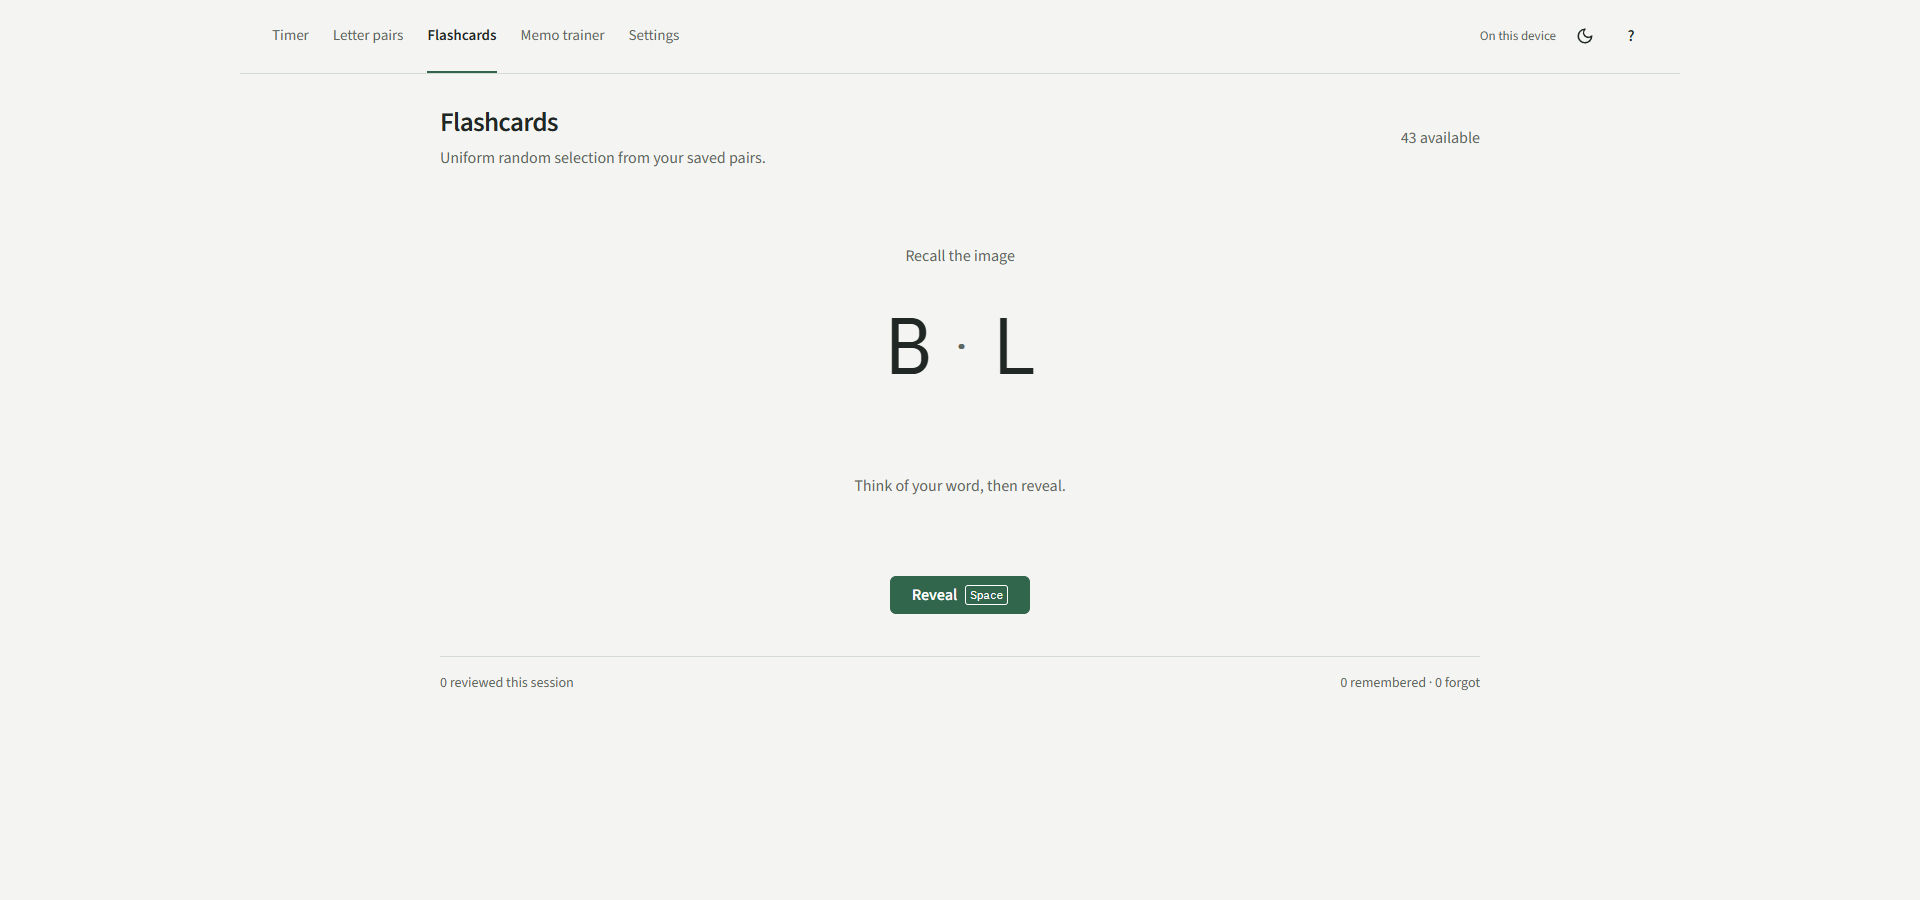 Timer Letter pairs Flashcards Memo trainer Settings On this device ?
Flashcards
43 available
Uniform random selection from your saved pairs.
Recall the image
B · L
Think of your word, then reveal.
Reveal Space
0 reviewed this session 0 remembered · 0 forgot